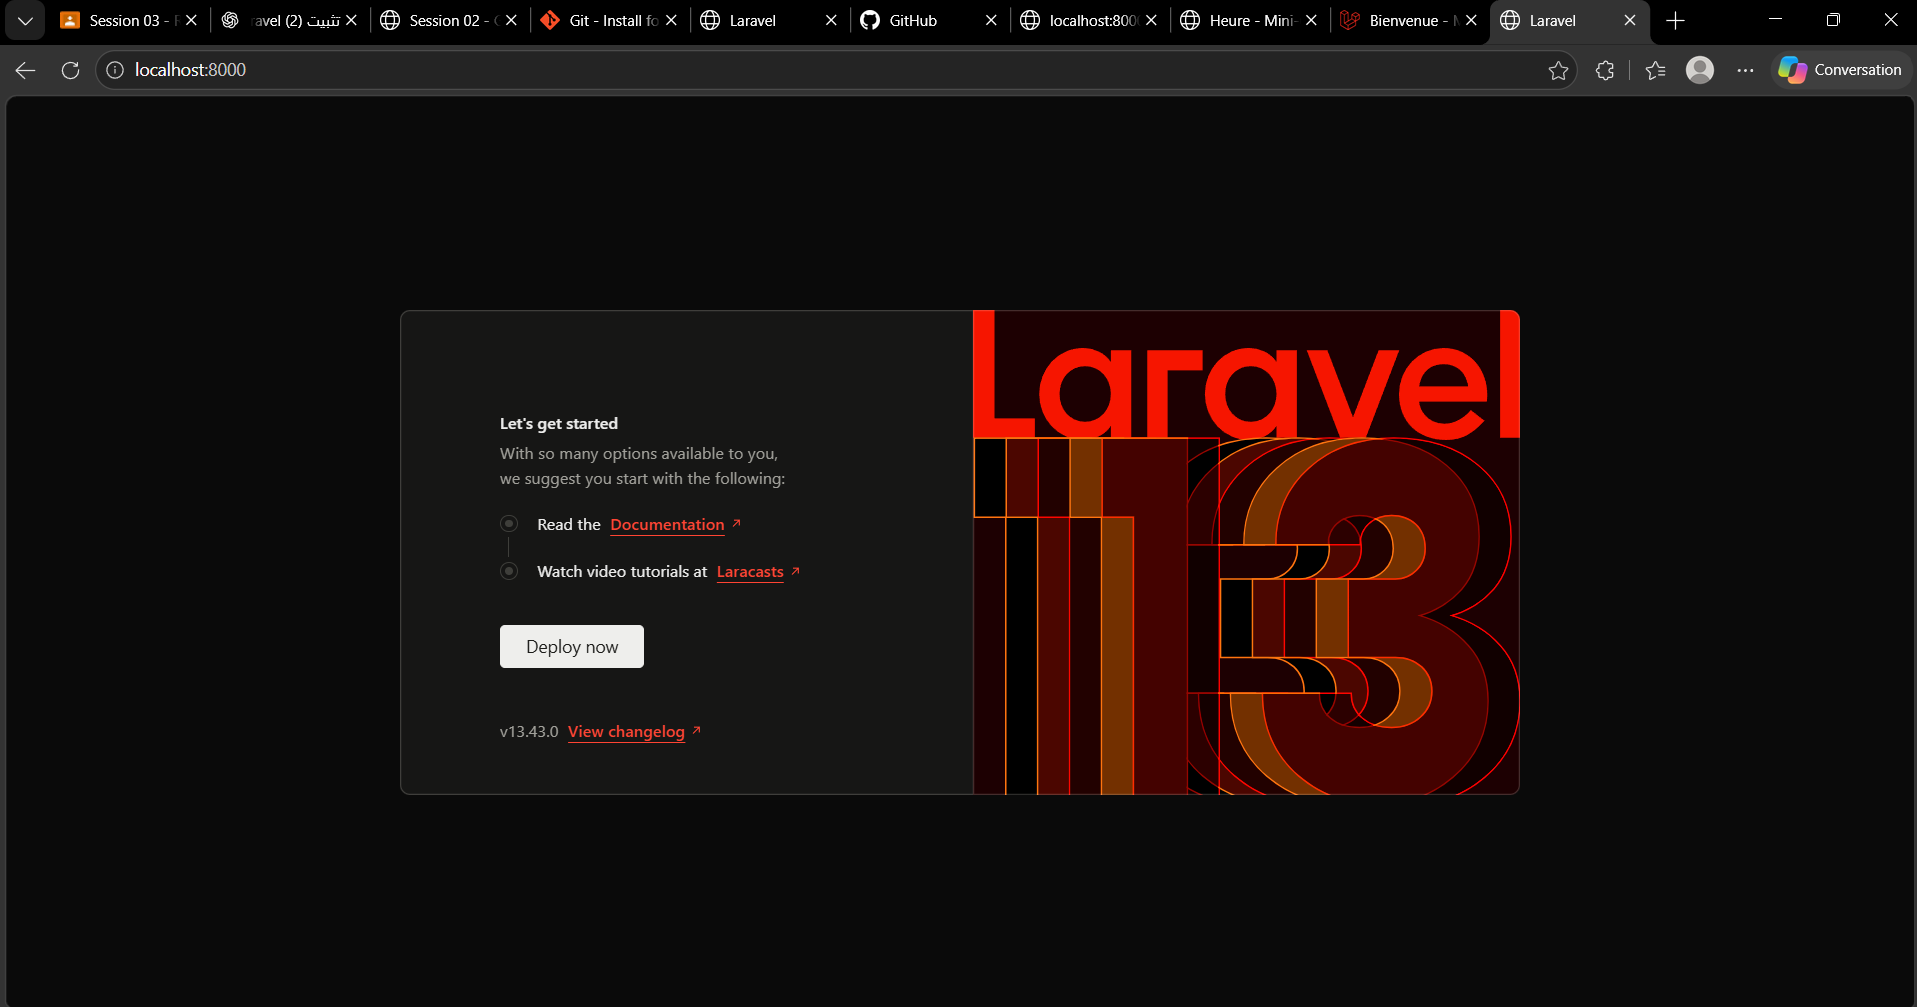 Session 03 -
ravel (2) تثبيت
Session 02 -
Git - Install fo
Laravel
GitHub
localhost:800
Heure - Mini-
Bienvenue -
Laravel
localhost:8000
Conversation
Let's get started
With so many options available to you,
we suggest you start with the following:
Read the Documentation
Watch video tutorials at Laracasts
Deploy now
v13.43.0 View changelog
Laravel
13